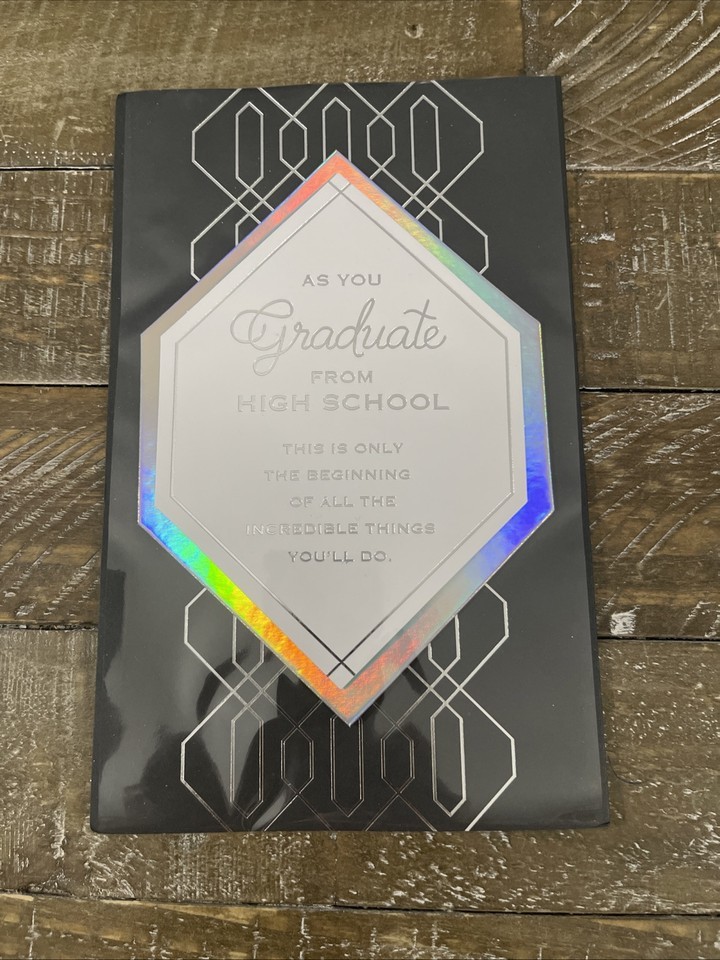 AS YOU
Graduate
FROM
HIGH SCHOOL
THIS IS ONLY
THE BEGINNING
OF ALL THE
INCREDIBLE THINGS
YOU'LL DO.